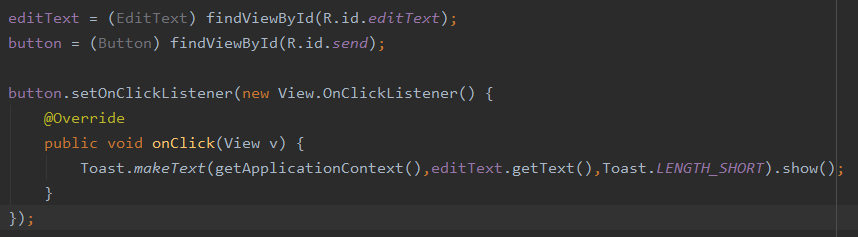 editText = (EditText) findViewById(R.id.editText);
button = (Button) findViewById(R.id.send);
button.setOnClickListener(new View.OnClickListener() {
@Override
public void onClick(View v) {
Toast.makeText(getApplicationContext(),editText.getText(),Toast.LENGTH_SHORT).show();
}
});